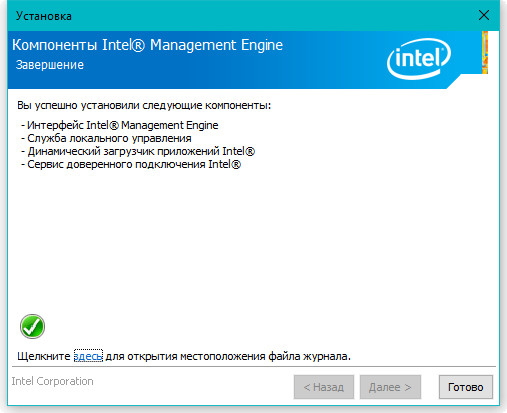 Установка
Компоненты Intel® Management Engine
Завершение
intel
Вы успешно установили следующие компоненты:
- Интерфейс Intel® Management Engine
- Служба локального управления
- Динамический загрузчик приложений Intel®
- Сервис доверенного подключения Intel®
Щелкните здесь для открытия местоположения файла журнала.
Intel Corporation
< Назад
Далее >
Готово